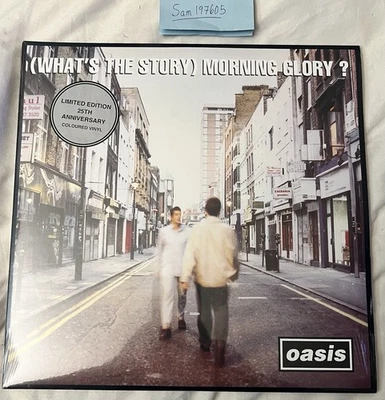 Sam 197605
(WHAT'S THE STORY) MORNING GLORY ?
LIMITED EDITION
25TH
ANNIVERSARY
COLOURED VINYL
oasis